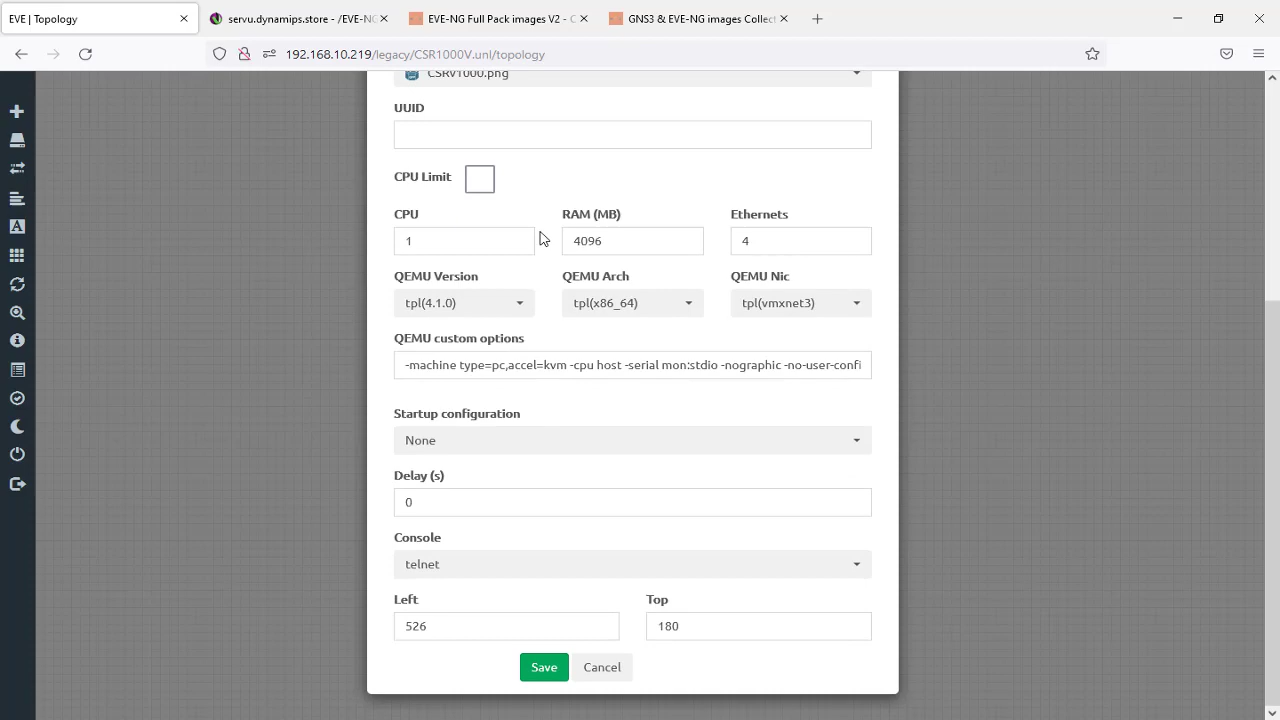 EVE | Topology
servu.dynamips.store - /EVE-NG
EVE-NG Full Pack images V2 - C
GNS3 & EVE-NG images Collect
192.168.10.219/legacy/CSR1000V.unl/topology
CSRv1000.png
UUID
CPU Limit
CPU RAM (MB) Ethernets
1 4096 4
QEMU Version QEMU Arch QEMU Nic
tpl(4.1.0) tpl(x86_64) tpl(vmxnet3)
QEMU custom options
-machine type=pc,accel=kvm -cpu host -serial mon:stdio -nographic -no-user-confi
Startup configuration
None
Delay (s)
0
Console
telnet
Left Top
526 180
Save Cancel